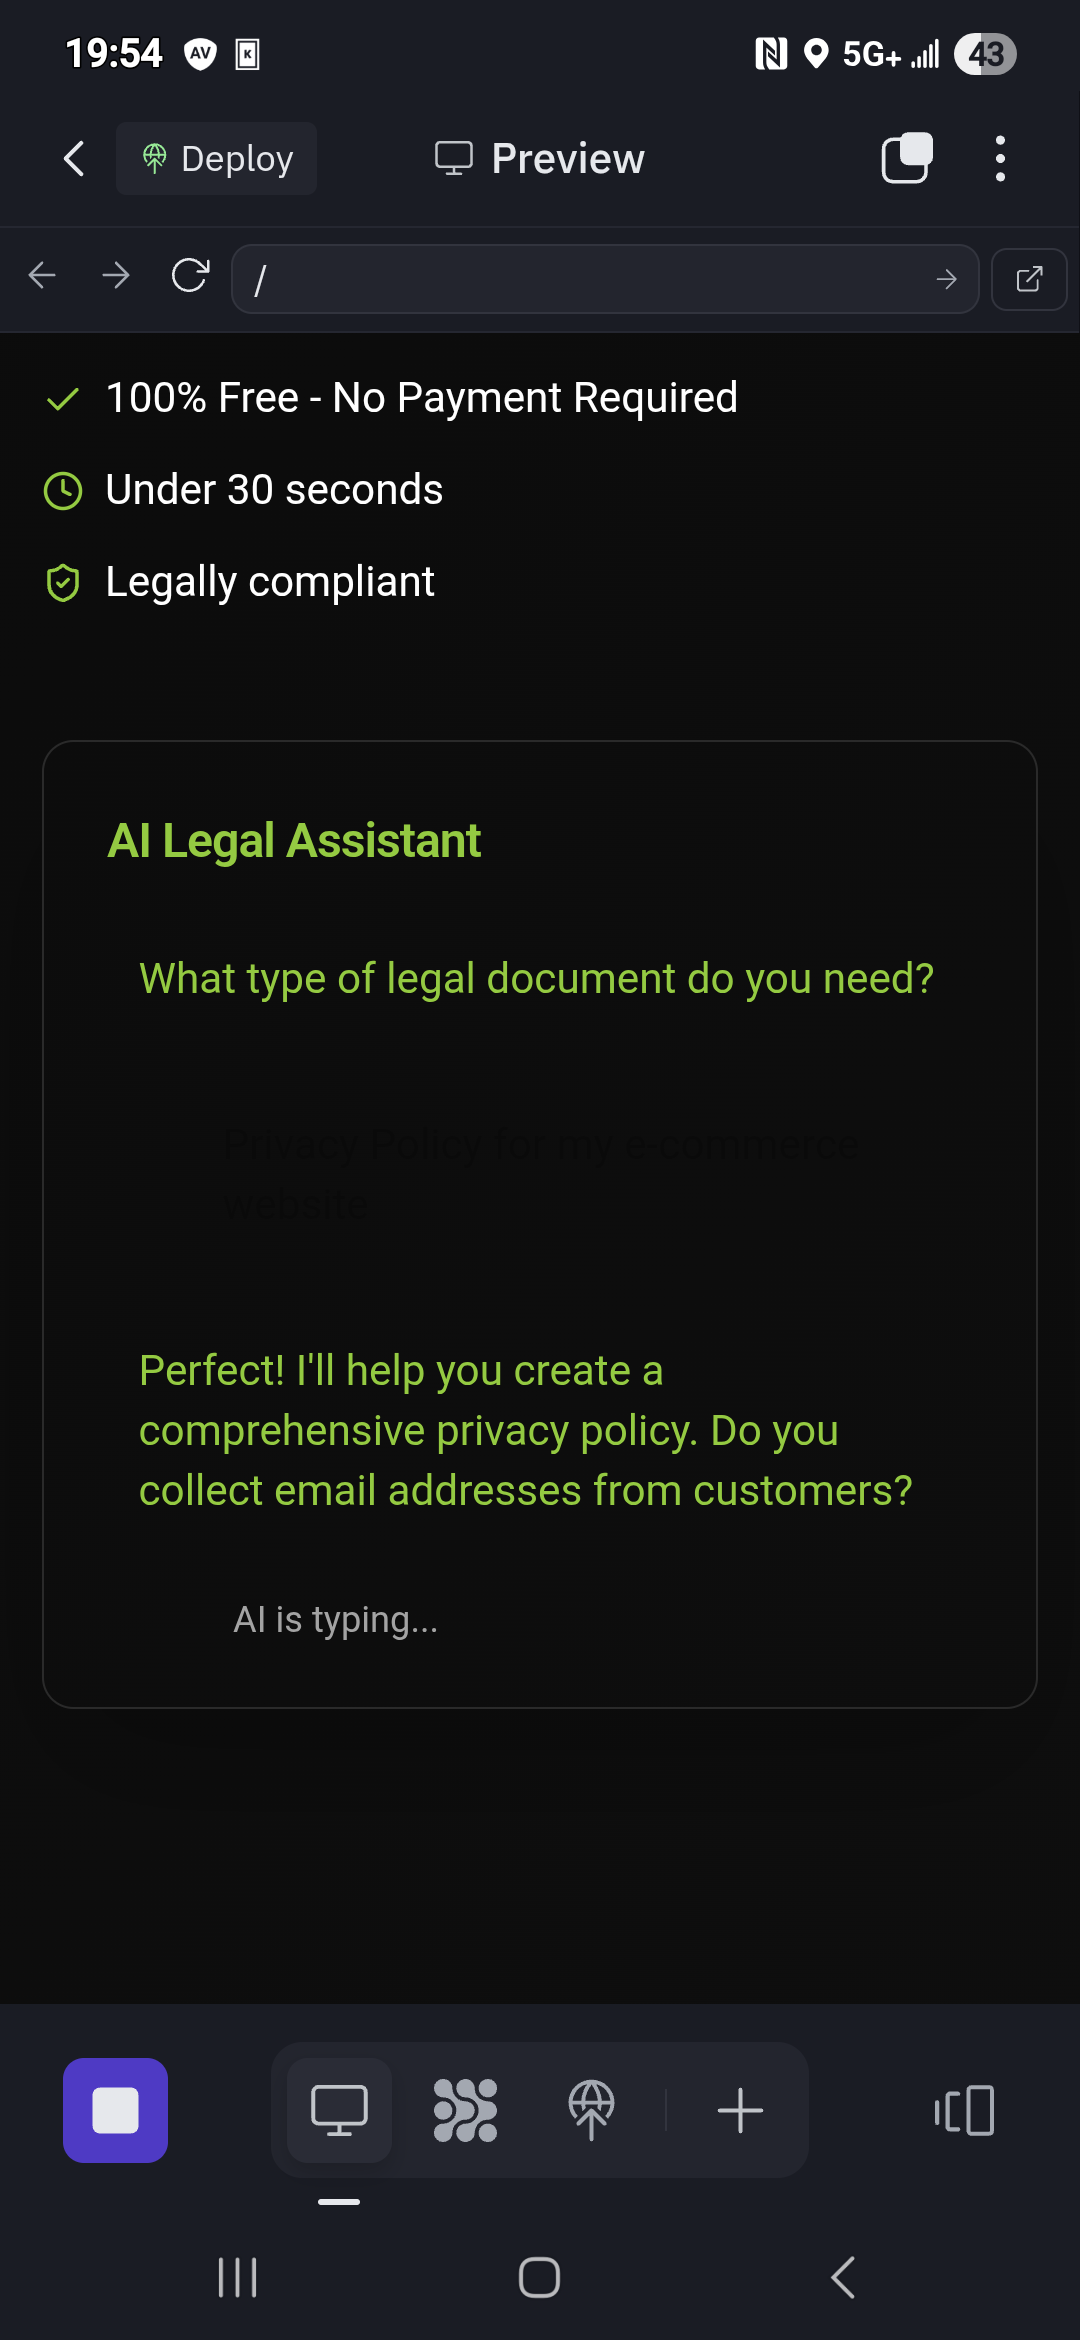 19:54 AV K 5G+ 43
Deploy Preview
/
100% Free - No Payment Required
Under 30 seconds
Legally compliant
AI Legal Assistant
What type of legal document do you need?
Privacy Policy for my e-commerce
website
Perfect! I'll help you create a
comprehensive privacy policy. Do you
collect email addresses from customers?
AI is typing...